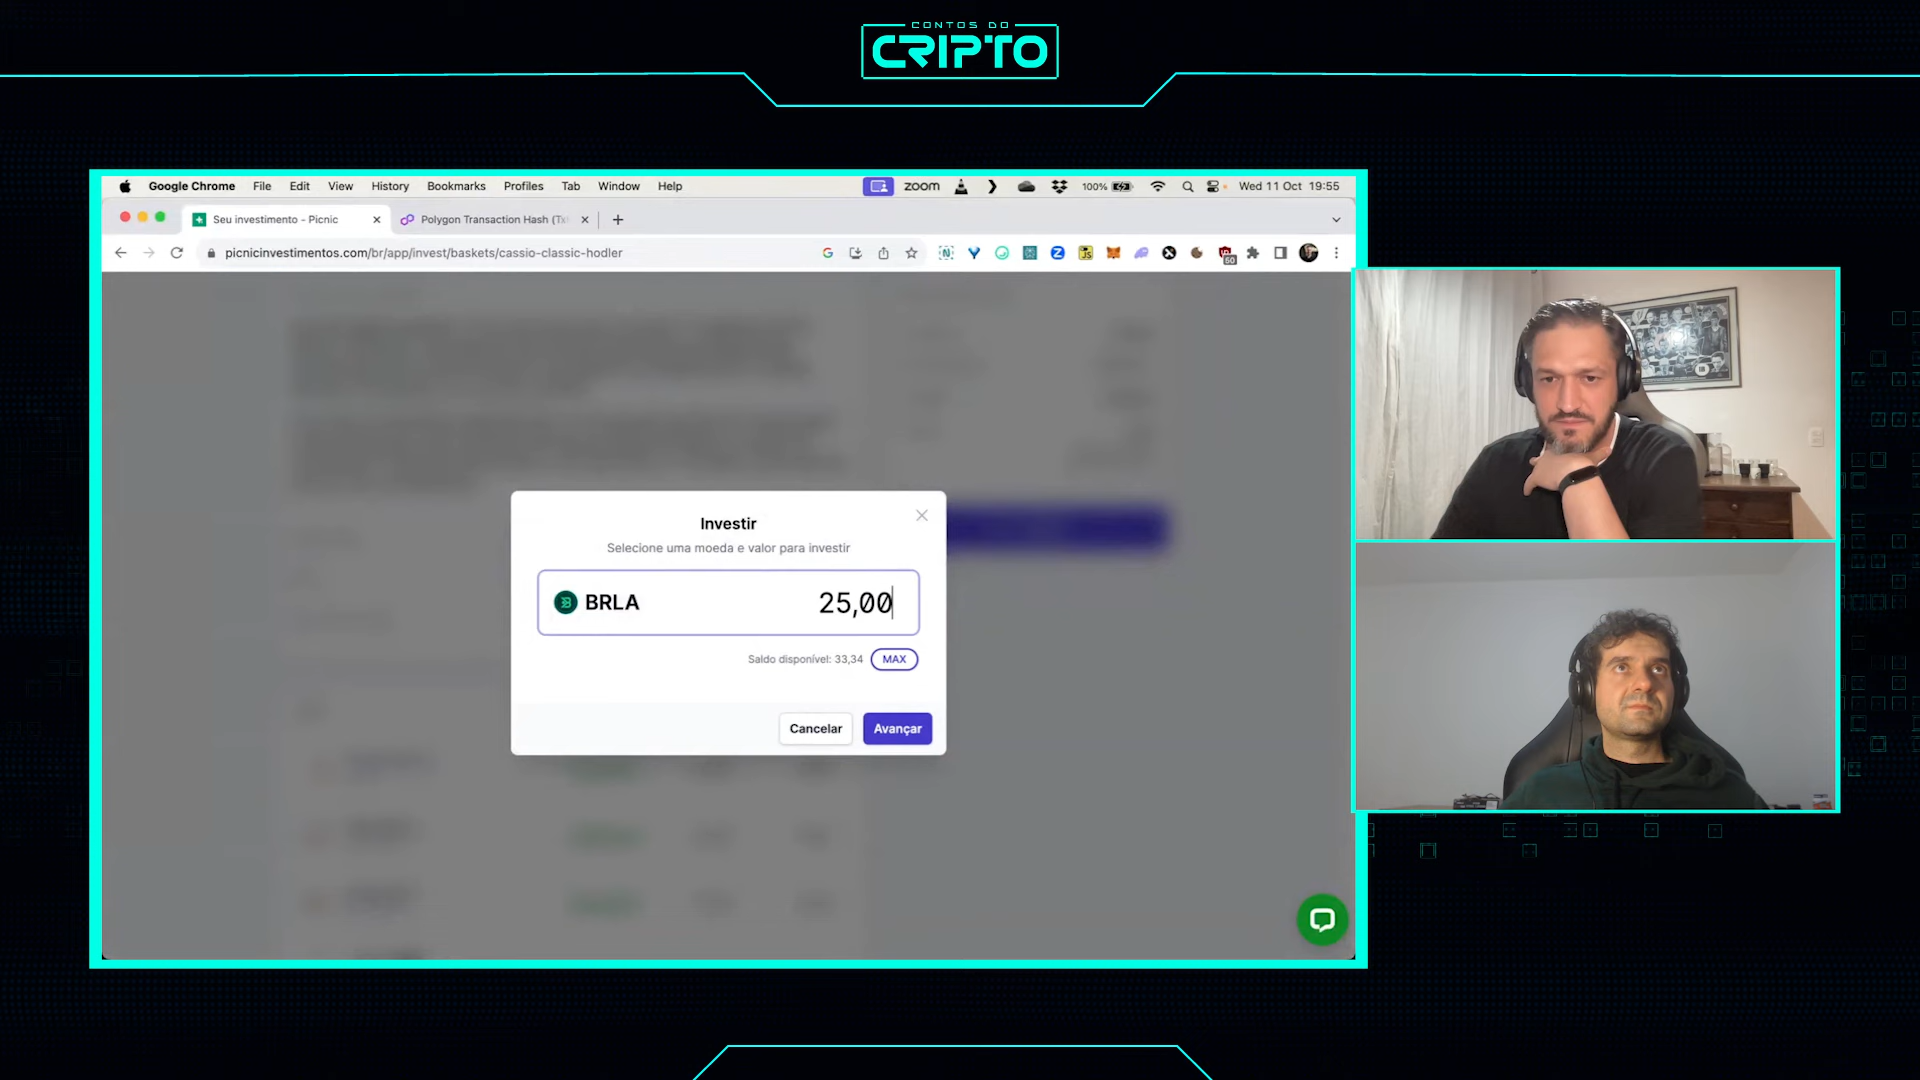 CONTOS DO
CRIPTO
Google Chrome File Edit View History Bookmarks Profiles Tab Window Help
zoom 100% Wed 11 Oct 19:55
Seu investimento - Picnic
Polygon Transaction Hash (Tx
picnicinvestimentos.com/br/app/invest/baskets/cassio-classic-hodler
50
Investir
Selecione uma moeda e valor para investir
BRLA 25,00
Saldo disponível: 33,34 MAX
Cancelar Avançar